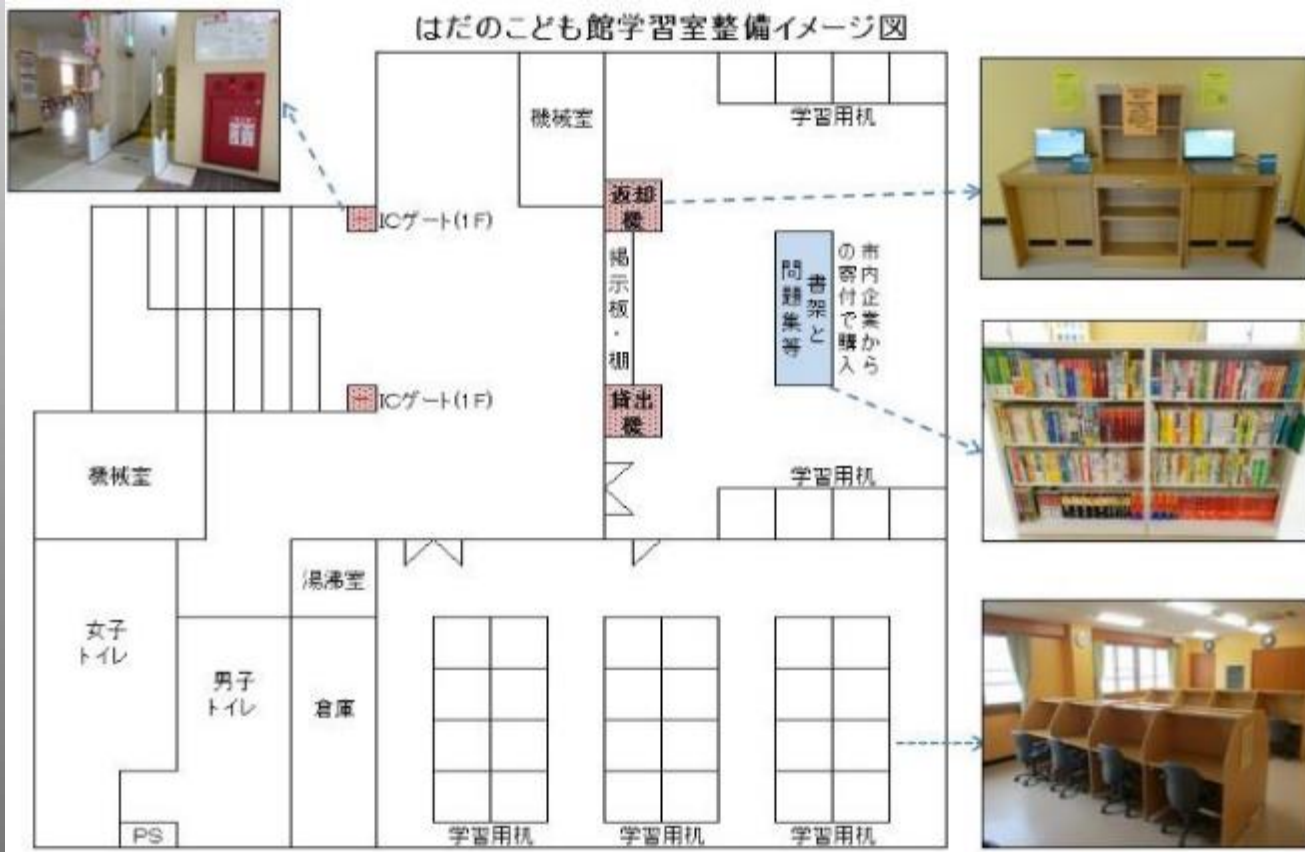 はだのこども館学習室整備イメージ図
機械室
学習用机
返却
機
ICゲート(1F)
掲示板・棚
書架と
問題集等
市内企業から
の寄付で購入
ICゲート(1F)
貸出
機
機械室
学習用机
湯沸室
女子
トイレ
男子
トイレ
倉庫
PS
学習用机
学習用机
学習用机